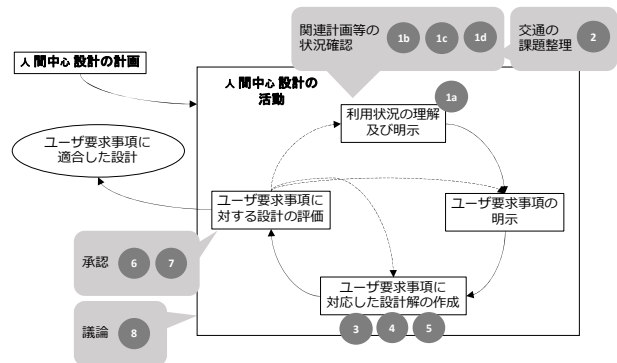 関連計画等の
状況確認
1b
1c
1d
交通の
課題整理
2
人間中心設計の計画
人間中心設計の
活動
1a
利用状況の理解
及び明示
ユーザ要求事項に
適合した設計
ユーザ要求事項に
対する設計の評価
ユーザ要求事項の
明示
承認
6
7
ユーザ要求事項に
対応した設計解の作成
3
4
5
議論
8